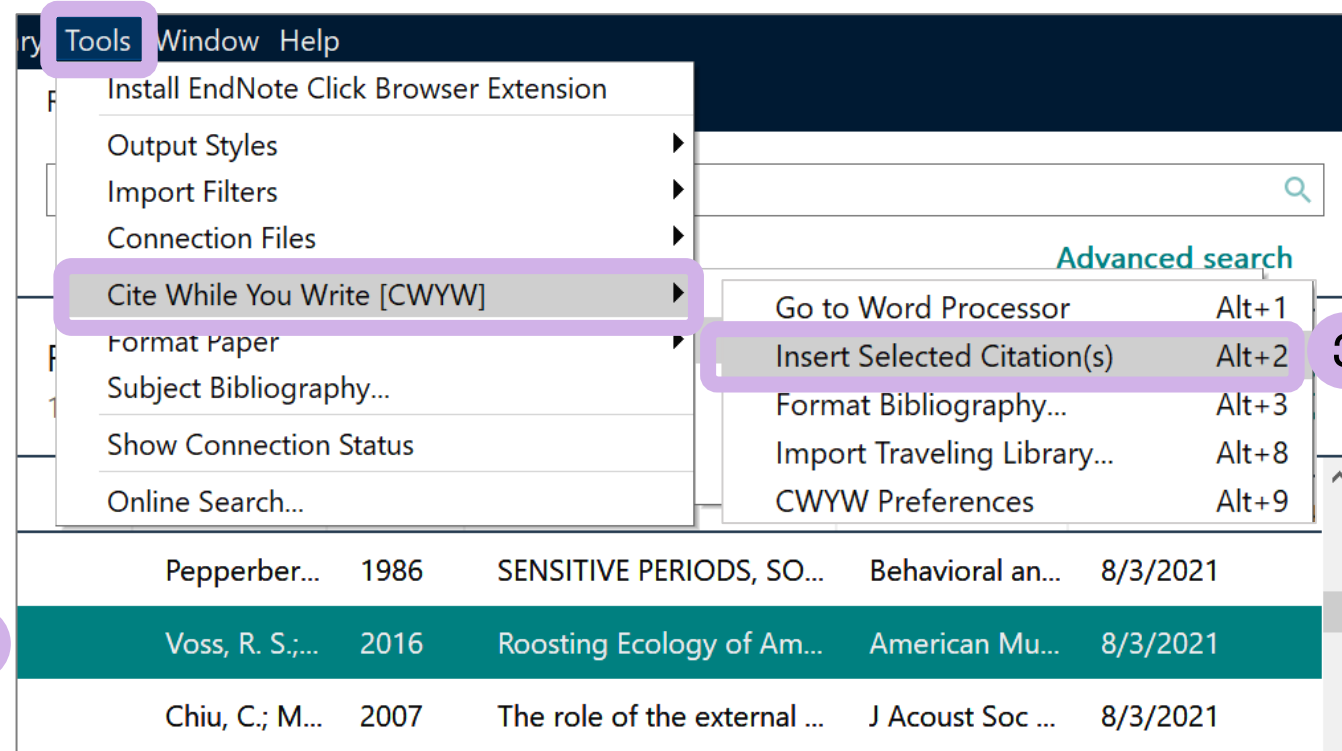 ry Tools Window Help
F
Install EndNote Click Browser Extension
Output Styles
Import Filters
Connection Files
Advanced search
Cite While You Write [CWYW]
Go to Word Processor Alt+1
Format Paper
Insert Selected Citation(s) Alt+2
3
Subject Bibliography...
Format Bibliography... Alt+3
Show Connection Status
Import Traveling Library... Alt+8
Online Search...
CWYW Preferences Alt+9
Pepperber... 1986 SENSITIVE PERIODS, SO... Behavioral an... 8/3/2021
Voss, R. S.;... 2016 Roosting Ecology of Am... American Mu... 8/3/2021
Chiu, C.; M... 2007 The role of the external ... J Acoust Soc ... 8/3/2021